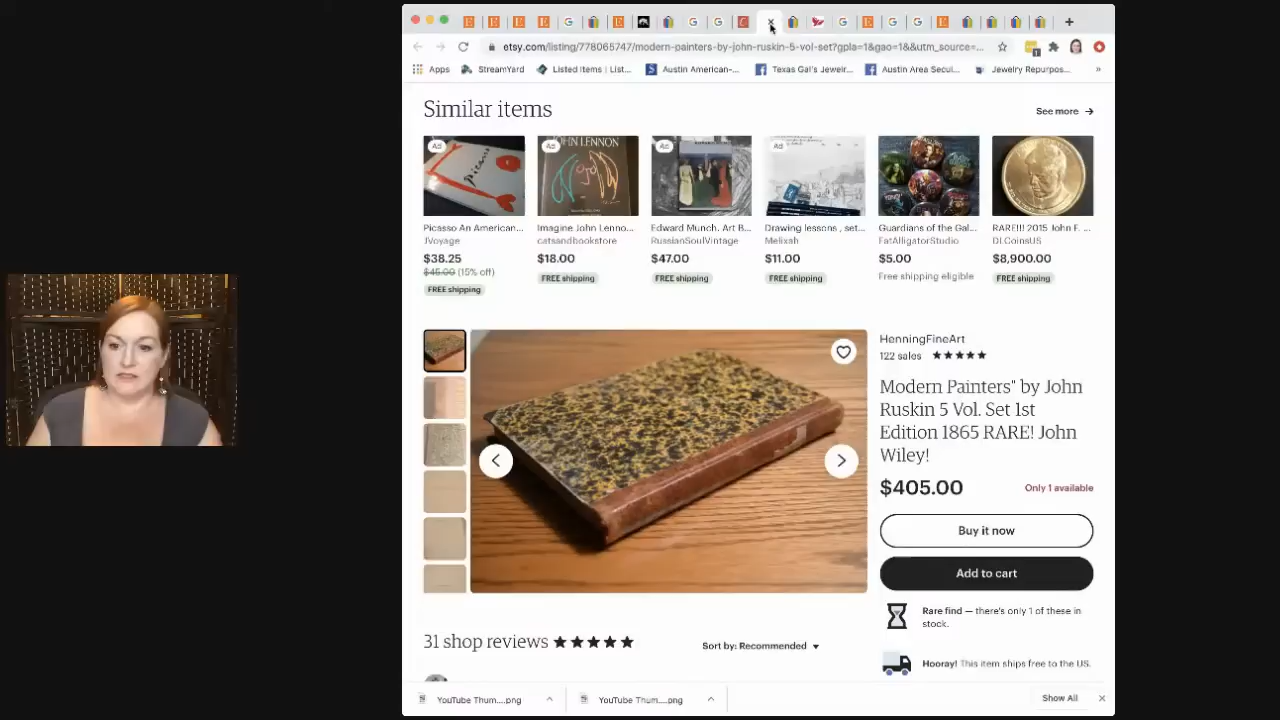 etsy.com/listing/778065747/modern-painters-by-john-ruskin-5-vol-set?gpla=1&gao=1&&utm_source=...
Apps StreamYard Listed Items | List... Austin American-... Texas Gal's Jewelr... Austin Area Secul... Jewelry Repurpos... »
Similar items
See more →
Ad Ad Ad Ad
Picasso
JOHN LENNON
Picasso An American... Imagine John Lenno... Edward Munch. Art B... Drawing lessons , set... Guardians of the Gal... RARE!!! 2015 John F. ...
JVoyage catsandbookstore RussianSoulVintage Melixah FatAlligatorStudio DLCoinsUS
$38.25 $18.00 $47.00 $11.00 $5.00 $8,900.00
$45.00 (15% off) FREE shipping FREE shipping FREE shipping Free shipping eligible FREE shipping
FREE shipping
HenningFineArt
122 sales ★★★★★
Modern Painters" by John
Ruskin 5 Vol. Set 1st
Edition 1865 RARE! John
Wiley!
$405.00 Only 1 available
Buy it now
Add to cart
Rare find — there's only 1 of these in
stock.
31 shop reviews ★★★★★ Sort by: Recommended
Hooray! This item ships free to the US.
YouTube Thum....png YouTube Thum....png Show All